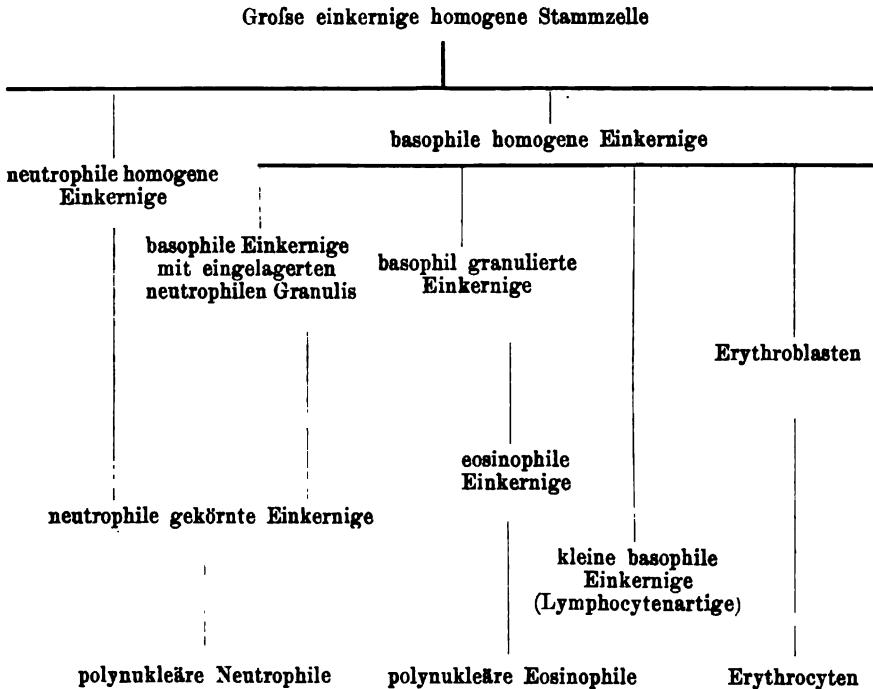 Groſse einkernige homogene Stammzelle
basophile homogene Einkernige
neutrophile homogene
Einkernige
basophile Einkernige
mit eingelagerten
neutrophilen Granulis
basophil granulierte
Einkernige
Erythroblasten
eosinophile
Einkernige
neutrophile gekörnte Einkernige
kleine basophile
Einkernige
(Lymphocytenartige)
polynukleäre Neutrophile
polynukleäre Eosinophile
Erythrocyten